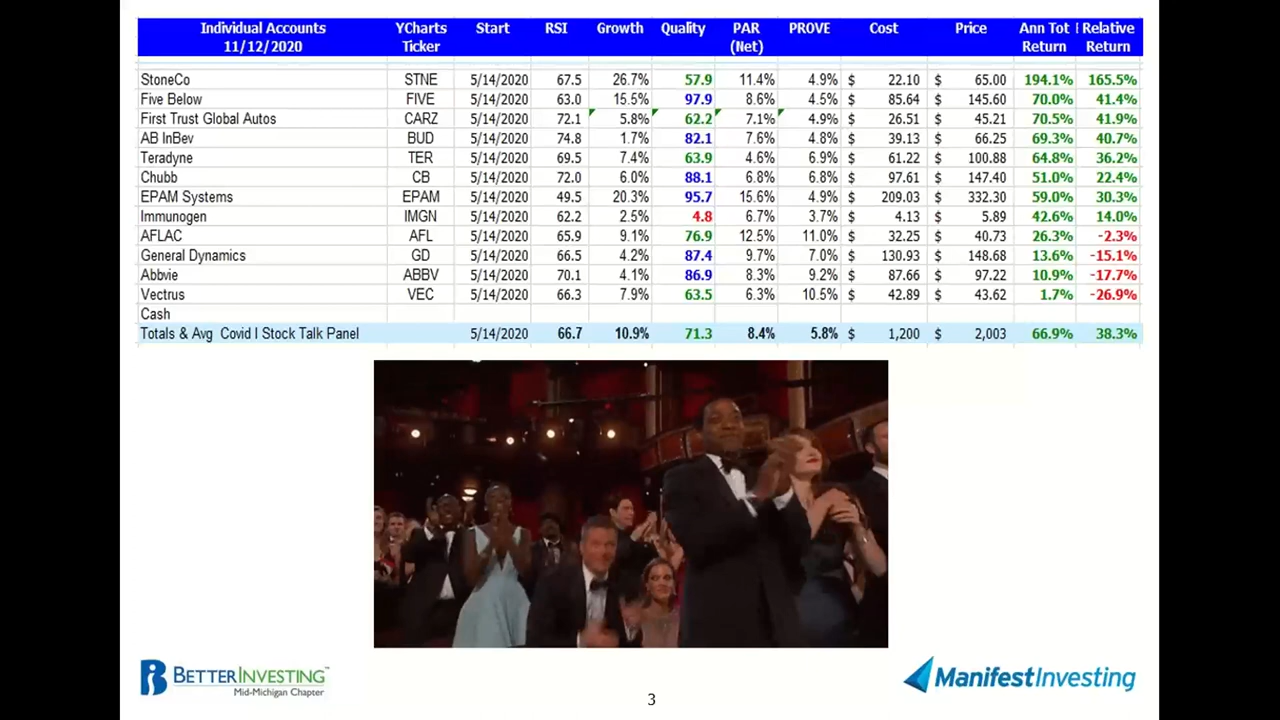 Individual Accounts YCharts Start RSI Growth Quality PAR PROVE Cost Price Ann Tot Relative
11/12/2020 Ticker (Net) Return Return
StoneCo STNE 5/14/2020 67.5 26.7% 57.9 11.4% 4.9% $ 22.10 $ 65.00 194.1% 165.5%
Five Below FIVE 5/14/2020 63.0 15.5% 97.9 8.6% 4.5% $ 85.64 $ 145.60 70.0% 41.4%
First Trust Global Autos CARZ 5/14/2020 72.1 5.8% 62.2 7.1% 4.9% $ 26.51 $ 45.21 70.5% 41.9%
AB InBev BUD 5/14/2020 74.8 1.7% 82.1 7.6% 4.8% $ 39.13 $ 66.25 69.3% 40.7%
Teradyne TER 5/14/2020 69.5 7.4% 63.9 4.6% 6.9% $ 61.22 $ 100.88 64.8% 36.2%
Chubb CB 5/14/2020 72.0 6.0% 88.1 6.8% 6.8% $ 97.61 $ 147.40 51.0% 22.4%
EPAM Systems EPAM 5/14/2020 49.5 20.3% 95.7 15.6% 4.9% $ 209.03 $ 332.30 59.0% 30.3%
Immunogen IMGN 5/14/2020 62.2 2.5% 4.8 6.7% 3.7% $ 4.13 $ 5.89 42.6% 14.0%
AFLAC AFL 5/14/2020 65.9 9.1% 76.9 12.5% 11.0% $ 32.25 $ 40.73 26.3% -2.3%
General Dynamics GD 5/14/2020 66.5 4.2% 87.4 9.7% 7.0% $ 130.93 $ 148.68 13.6% -15.1%
Abbvie ABBV 5/14/2020 70.1 4.1% 86.9 8.3% 9.2% $ 87.66 $ 97.22 10.9% -17.7%
Vectrus VEC 5/14/2020 66.3 7.9% 63.5 6.3% 10.5% $ 42.89 $ 43.62 1.7% -26.9%
Cash
Totals & Avg Covid I Stock Talk Panel 5/14/2020 66.7 10.9% 71.3 8.4% 5.8% $ 1,200 $ 2,003 66.9% 38.3%
BETTERINVESTING™
Mid-Michigan Chapter
ManifestInvesting
3